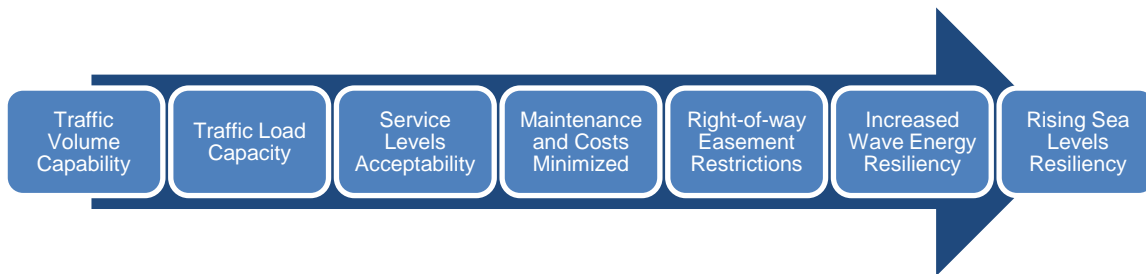 Traffic
Volume
Capability
Traffic Load
Capacity
Service
Levels
Acceptability
Maintenance
and Costs
Minimized
Right-of-way
Easement
Restrictions
Increased
Wave Energy
Resiliency
Rising Sea
Levels
Resiliency